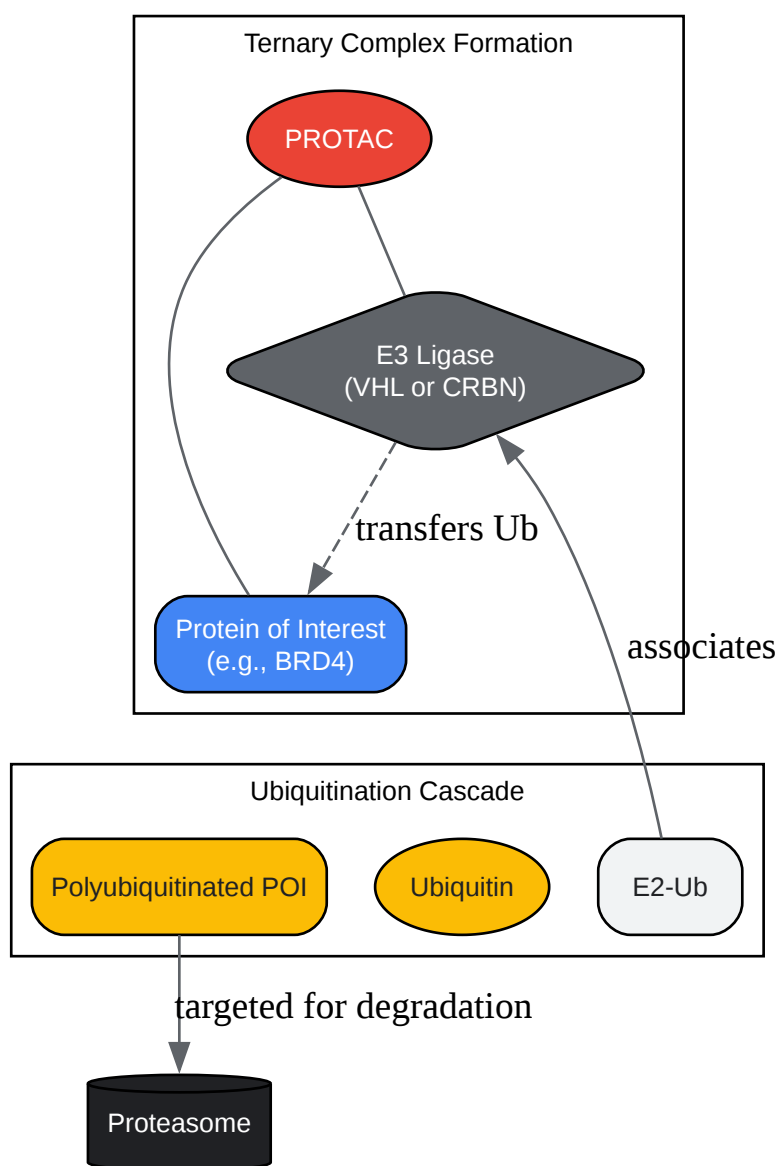 Ternary Complex Formation
PROTAC
E3 Ligase
(VHL or CRBN)
transfers Ub
Protein of Interest
(e.g., BRD4)
associates
Ubiquitination Cascade
Polyubiquitinated POI
Ubiquitin
E2-Ub
targeted for degradation
Proteasome